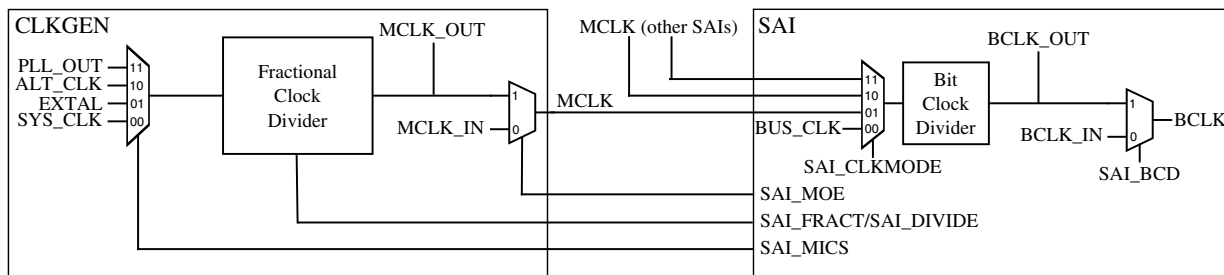 CLKGEN
PLL_OUT
ALT_CLK
EXTAL
SYS_CLK
11
10
01
00
Fractional
Clock
Divider
MCLK_OUT
MCLK_IN
1
0
MCLK
MCLK (other SAIs)
SAI
BUS_CLK
11
10
01
00
SAI_CLKMODE
Bit
Clock
Divider
BCLK_OUT
BCLK_IN
1
0
BCLK
SAI_BCD
SAI_MOE
SAI_FRACT/SAI_DIVIDE
SAI_MICS